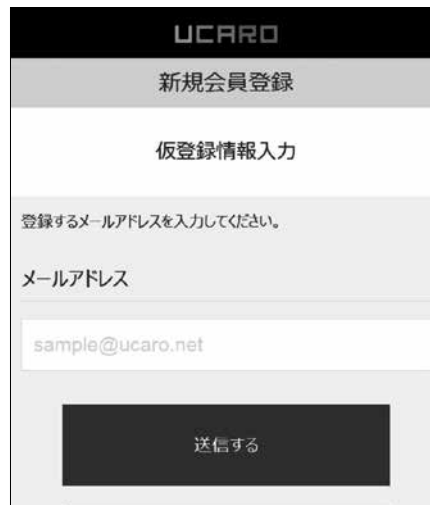 UCARO
新規会員登録
仮登録情報入力
登録するメールアドレスを入力してください。
メールアドレス
sample@ucaro.net
送信する